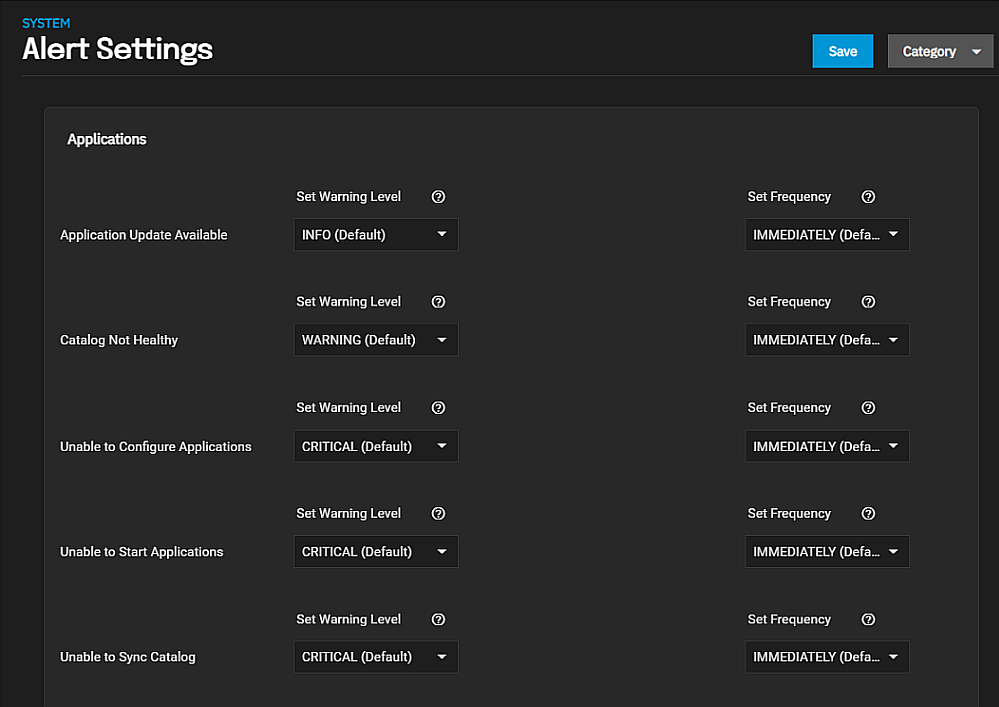 SYSTEM
Alert Settings
Save
Category
Applications
Set Warning Level
Set Frequency
Application Update Available
INFO (Default)
IMMEDIATELY (Defa...
Set Warning Level
Set Frequency
Catalog Not Healthy
WARNING (Default)
IMMEDIATELY (Defa...
Set Warning Level
Set Frequency
Unable to Configure Applications
CRITICAL (Default)
IMMEDIATELY (Defa...
Set Warning Level
Set Frequency
Unable to Start Applications
CRITICAL (Default)
IMMEDIATELY (Defa...
Set Warning Level
Set Frequency
Unable to Sync Catalog
CRITICAL (Default)
IMMEDIATELY (Defa...